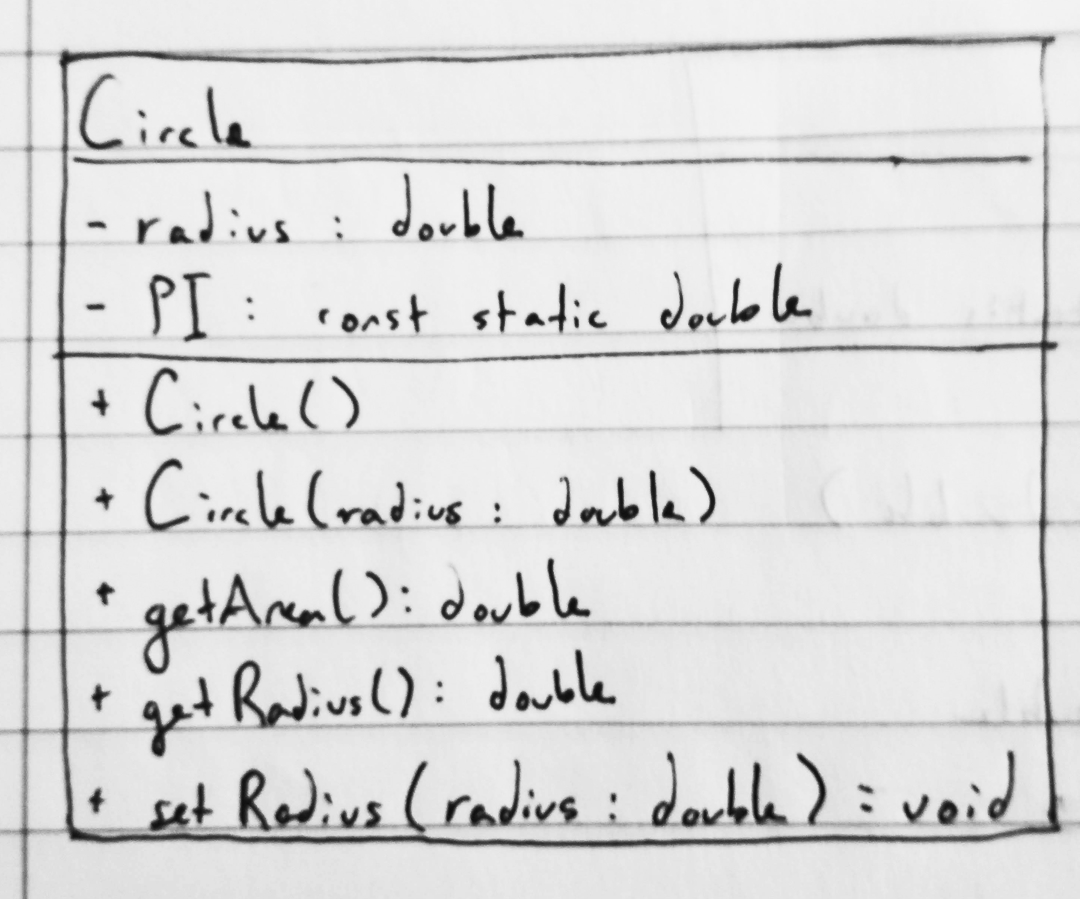 Circle
- radius : double
- PI : const static double
+ Circle()
+ Circle(radius : double)
+ getArea(): double
+ getRadius(): double
+ setRadius(radius : double) : void